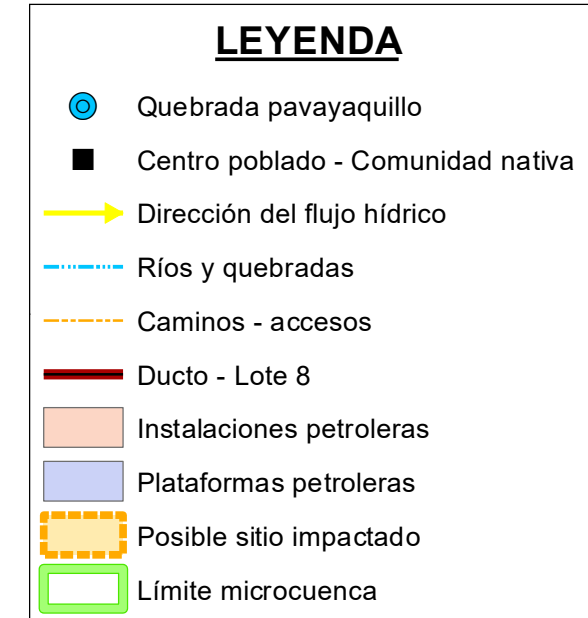 LEYENDA
Quebrada pavayaquillo
Centro poblado - Comunidad nativa
Dirección del flujo hídrico
Ríos y quebradas
Caminos - accesos
Ducto - Lote 8
Instalaciones petroleras
Plataformas petroleras
Posible sitio impactado
Límite microcuenca